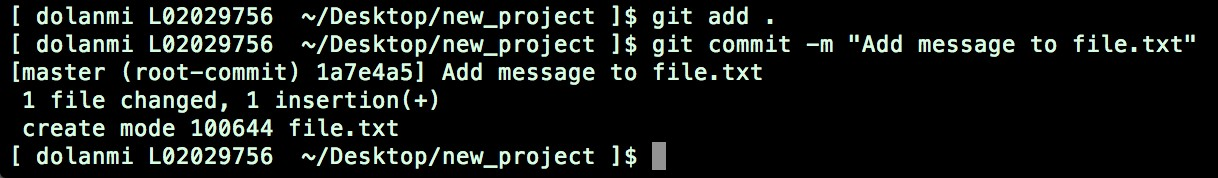 [ dolanmi L02029756  ~/Desktop/new_project ]$ git add .
[ dolanmi L02029756  ~/Desktop/new_project ]$ git commit -m "Add message to file.txt"
[master (root-commit) 1a7e4a5] Add message to file.txt
 1 file changed, 1 insertion(+)
 create mode 100644 file.txt
[ dolanmi L02029756  ~/Desktop/new_project ]$